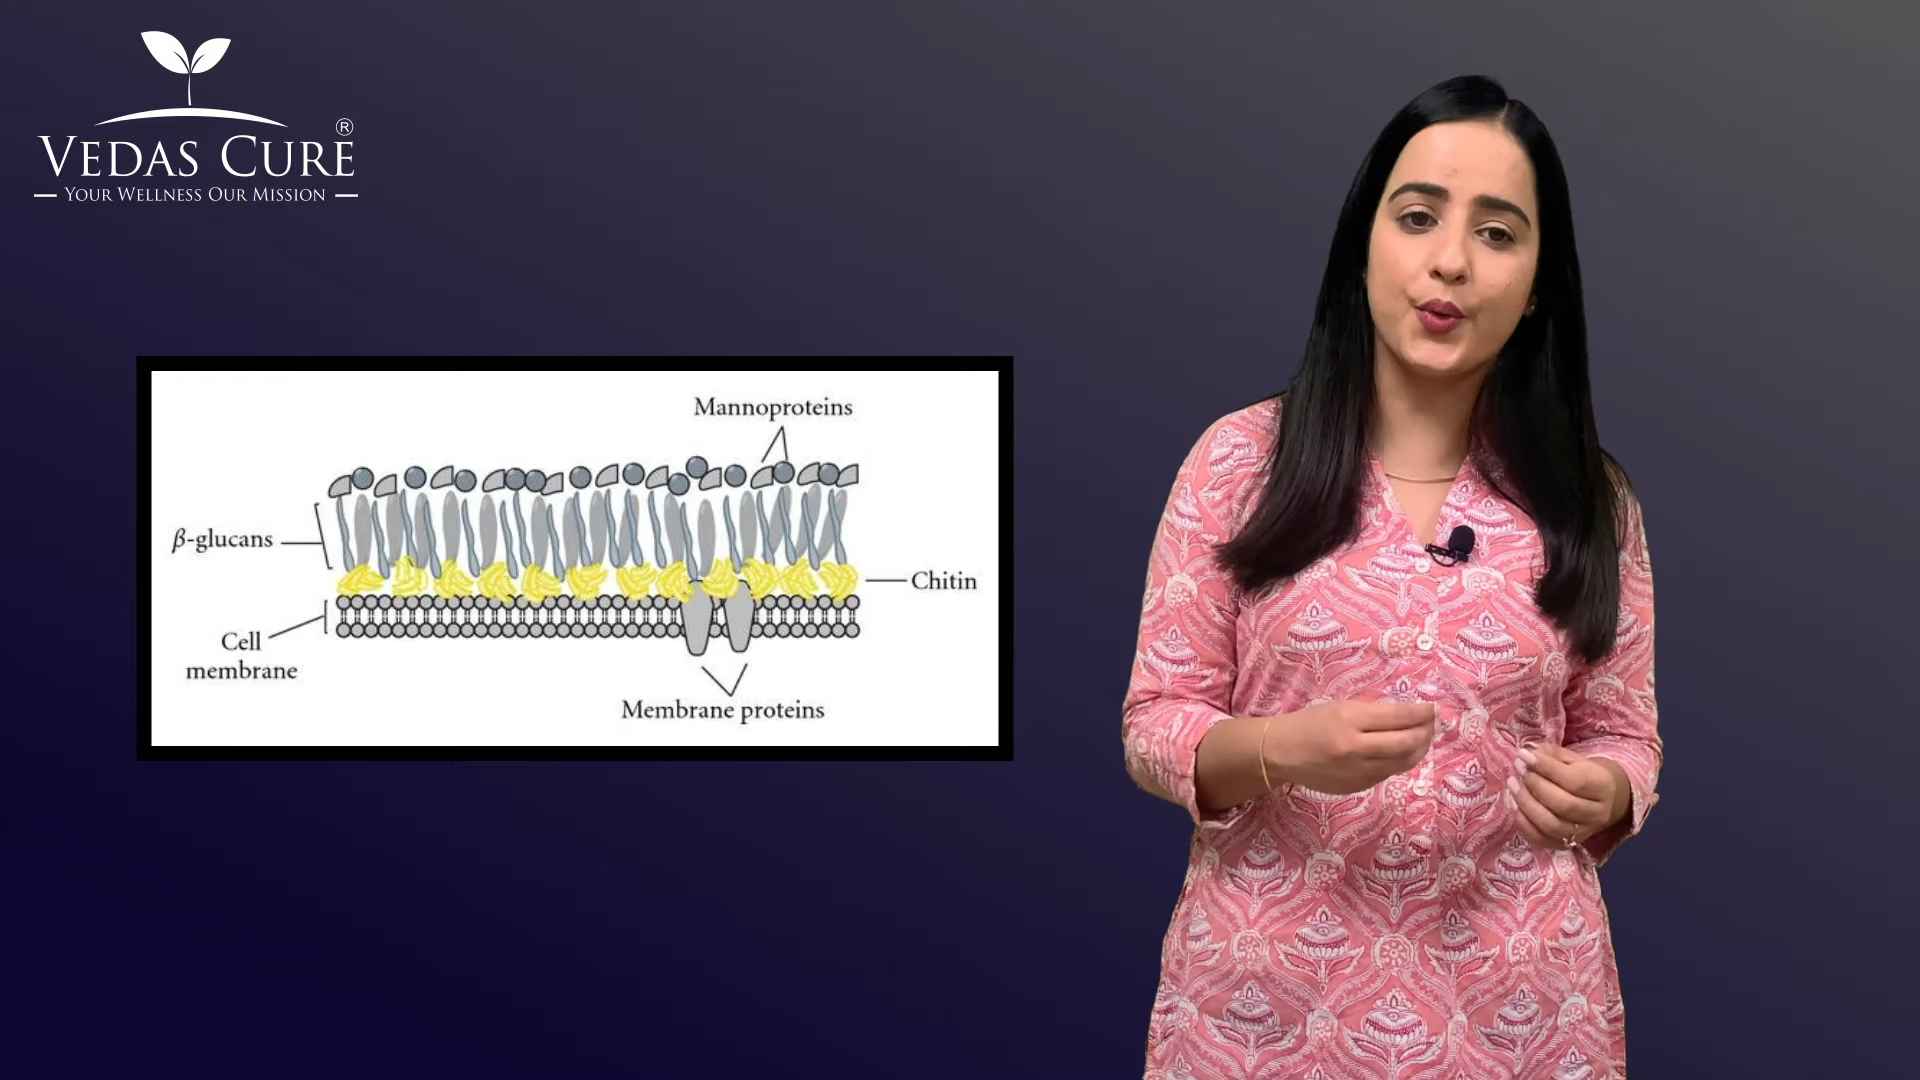 VEDAS CURE®
YOUR WELLNESS OUR MISSION
Mannoproteins
β-glucans
Chitin
Cell
membrane
Membrane proteins